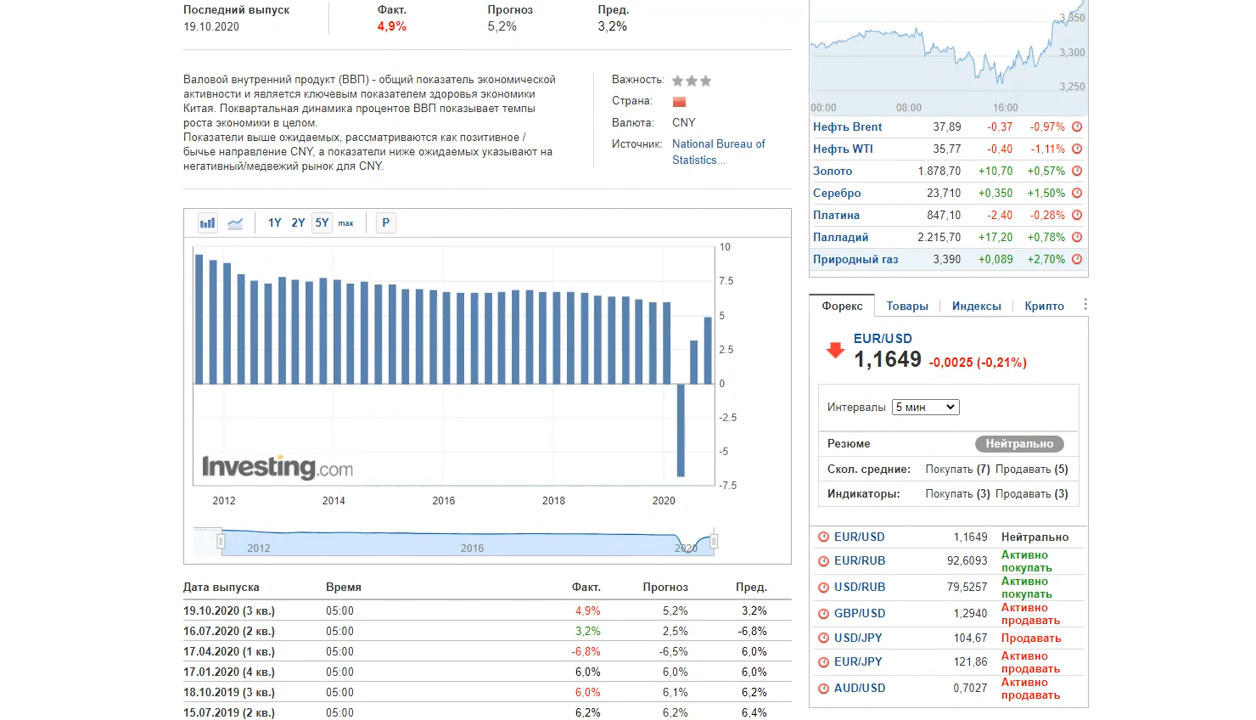 Последний выпуск
19.10.2020
Факт.
4,9%
Прогноз
5,2%
Пред.
3,2%
Валовой внутренний продукт (ВВП) - общий показатель экономической
активности и является ключевым показателем здоровья экономики
Китая. Поквартальная динамика процентов ВВП показывает темпы
роста экономики в целом.
Показатели выше ожидаемых, рассматриваются как позитивное /
бычье направление CNY, а показатели ниже ожидаемых указывают на
негативный/медвежий рынок для CNY.
Важность:
Страна:
Валюта: CNY
Источник: National Bureau of
Statistics...
1Y 2Y 5Y max P
10
7.5
5
2.5
0
-2.5
-5
-7.5
Investing.com
2012 2014 2016 2018 2020
2012 2016 2020
Дата выпуска Время Факт. Прогноз Пред.
19.10.2020 (3 кв.) 05:00 4,9% 5,2% 3,2%
16.07.2020 (2 кв.) 05:00 3,2% 2,5% -6,8%
17.04.2020 (1 кв.) 05:00 -6,8% -6,5% 6,0%
17.01.2020 (4 кв.) 05:00 6,0% 6,0% 6,0%
18.10.2019 (3 кв.) 05:00 6,0% 6,1% 6,2%
15.07.2019 (2 кв.) 05:00 6,2% 6,2% 6,4%
3,350
3,300
3,250
00:00 08:00 16:00
Нефть Brent 37,89 -0,37 -0,97%
Нефть WTI 35,77 -0,40 -1,11%
Золото 1.878,70 +10,70 +0,57%
Серебро 23,710 +0,350 +1,50%
Платина 847,10 -2,40 -0,28%
Палладий 2.215,70 +17,20 +0,78%
Природный газ 3,390 +0,089 +2,70%
Форекс Товары Индексы Крипто
EUR/USD
1,1649 -0,0025 (-0,21%)
Интервалы 5 мин
Резюме Нейтрально
Скол. средние: Покупать (7) Продавать (5)
Индикаторы: Покупать (3) Продавать (3)
EUR/USD 1,1649 Нейтрально
EUR/RUB 92,6093 Активно
покупать
USD/RUB 79,5257 Активно
покупать
GBP/USD 1,2940 Активно
продавать
USD/JPY 104,67 Продавать
EUR/JPY 121,86 Активно
продавать
AUD/USD 0,7027 Активно
продавать